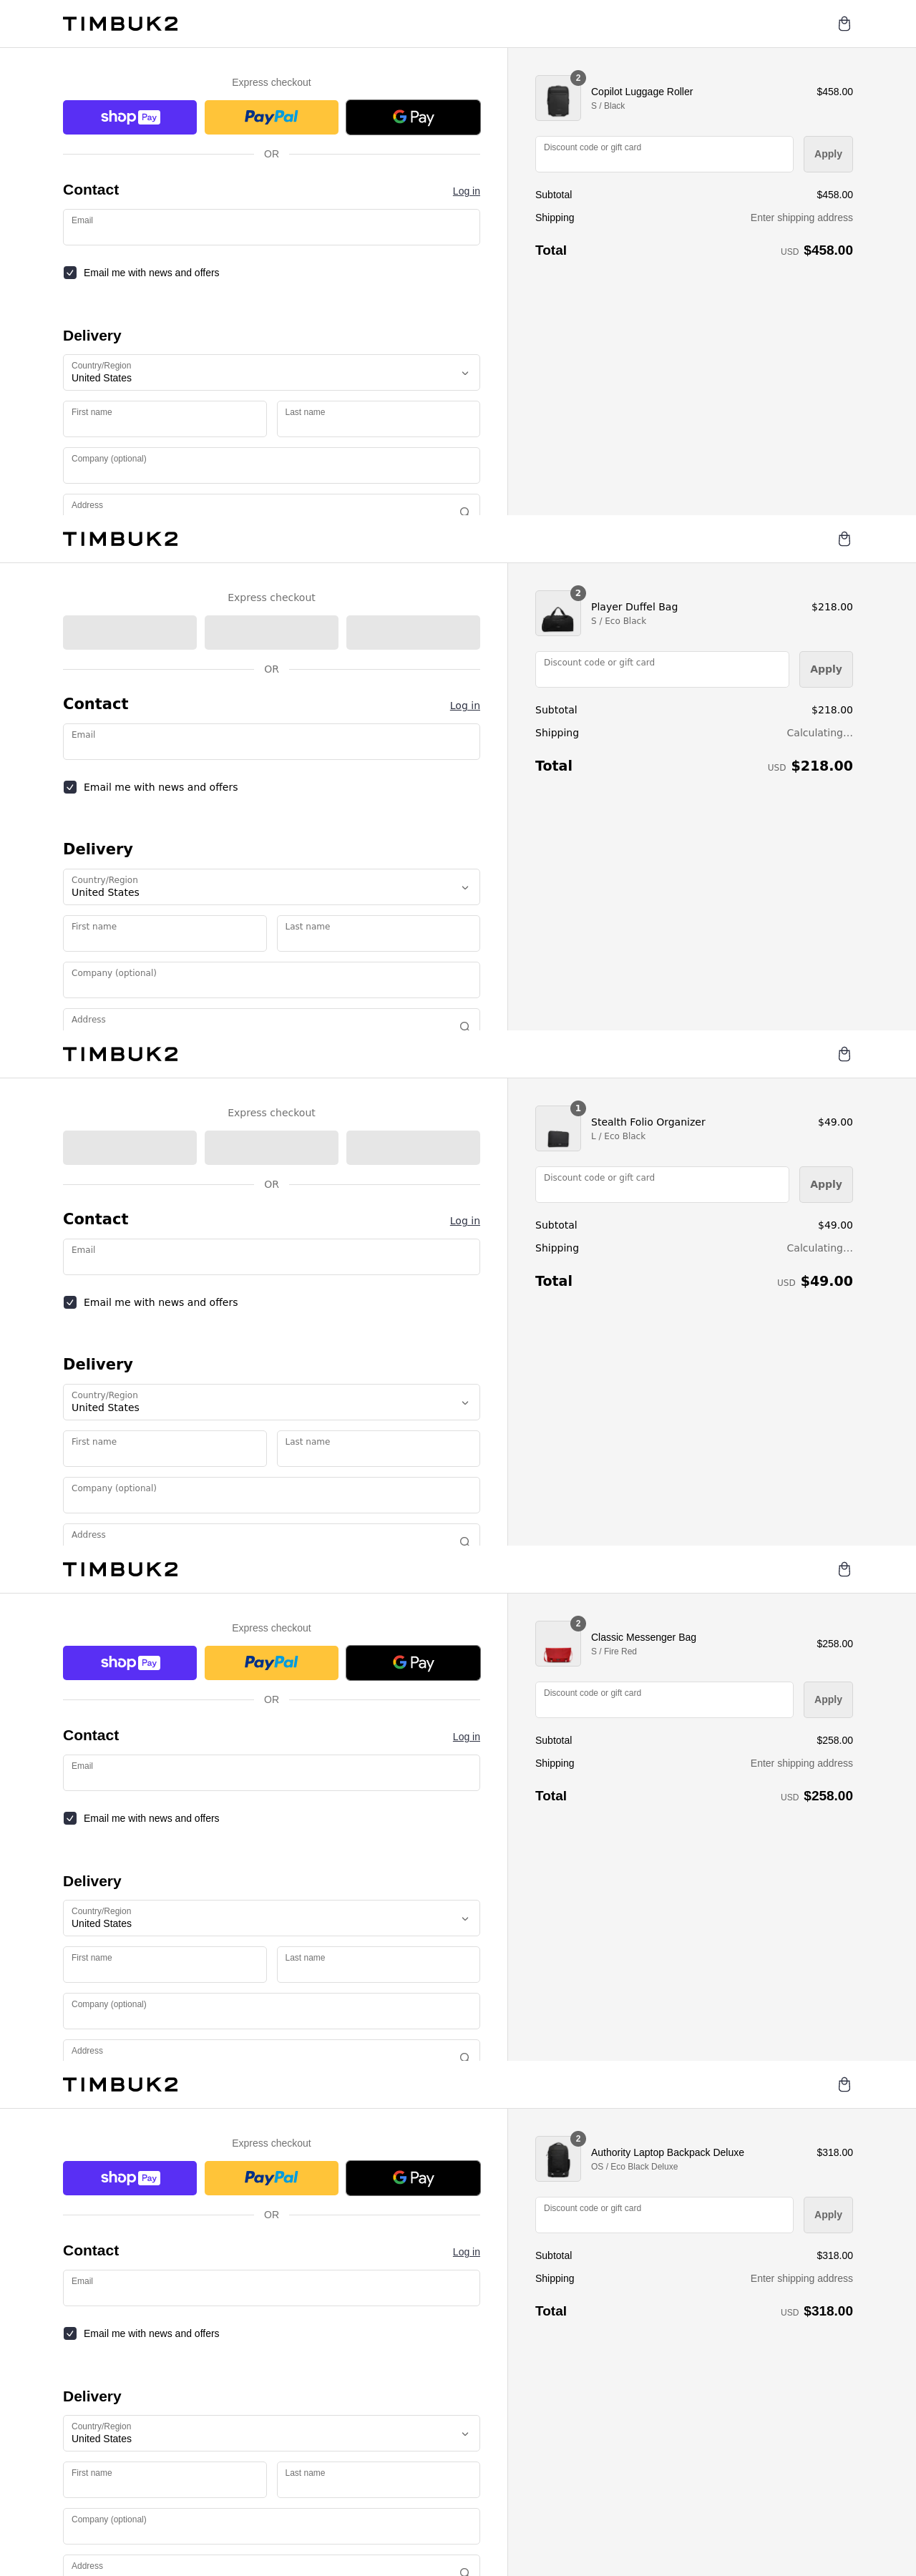 TIMBUK2
Express checkout
shop Pay
PayPal
G Pay
OR
Contact
Log in
Email
Email me with news and offers
Delivery
Country/Region
United States
First name
Last name
Company (optional)
Address
2
Copilot Luggage Roller
$458.00
S / Black
Discount code or gift card
Apply
Subtotal
$458.00
Shipping
Enter shipping address
Total
USD $458.00
TIMBUK2
Express checkout
OR
Contact
Log in
Email
Email me with news and offers
Delivery
Country/Region
United States
First name
Last name
Company (optional)
Address
2
Player Duffel Bag
$218.00
S / Eco Black
Discount code or gift card
Apply
Subtotal
$218.00
Shipping
Calculating...
Total
USD $218.00
TIMBUK2
Express checkout
OR
Contact
Log in
Email
Email me with news and offers
Delivery
Country/Region
United States
First name
Last name
Company (optional)
Address
1
Stealth Folio Organizer
$49.00
L / Eco Black
Discount code or gift card
Apply
Subtotal
$49.00
Shipping
Calculating...
Total
USD $49.00
TIMBUK2
Express checkout
shop Pay
PayPal
G Pay
OR
Contact
Log in
Email
Email me with news and offers
Delivery
Country/Region
United States
First name
Last name
Company (optional)
Address
2
Classic Messenger Bag
$258.00
S / Fire Red
Discount code or gift card
Apply
Subtotal
$258.00
Shipping
Enter shipping address
Total
USD $258.00
TIMBUK2
Express checkout
shop Pay
PayPal
G Pay
OR
Contact
Log in
Email
Email me with news and offers
Delivery
Country/Region
United States
First name
Last name
Company (optional)
Address
2
Authority Laptop Backpack Deluxe
$318.00
OS / Eco Black Deluxe
Discount code or gift card
Apply
Subtotal
$318.00
Shipping
Enter shipping address
Total
USD $318.00